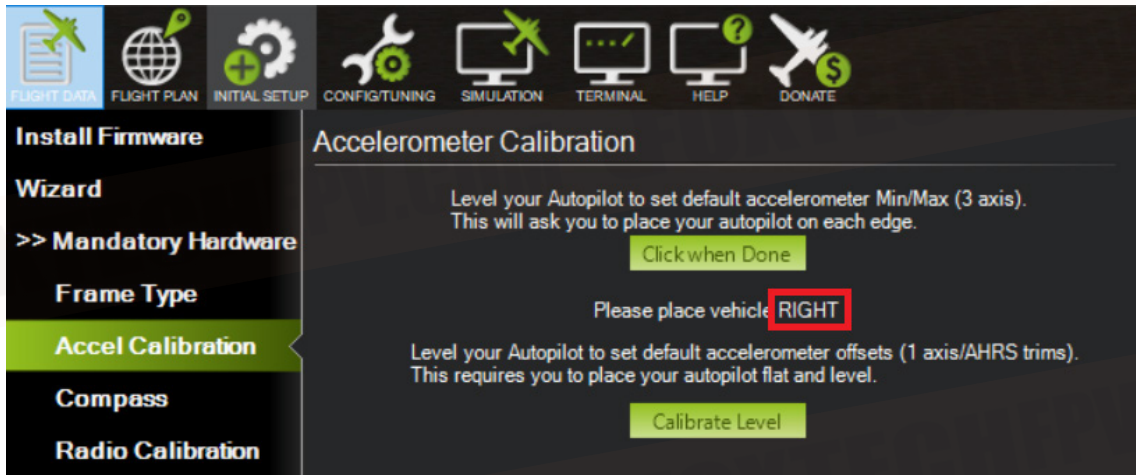 FLIGHT DATA
FLIGHT PLAN
INITIAL SETUP
CONFIG/TUNING
SIMULATION
TERMINAL
HELP
DONATE
Install Firmware
Wizard
>> Mandatory Hardware
Frame Type
Accel Calibration
Compass
Radio Calibration
Accelerometer Calibration
Level your Autopilot to set default accelerometer Min/Max (3 axis).
This will ask you to place your autopilot on each edge.
Click when Done
Please place vehicle RIGHT
Level your Autopilot to set default accelerometer offsets (1 axis/AHRS trims).
This requires you to place your autopilot flat and level.
Calibrate Level